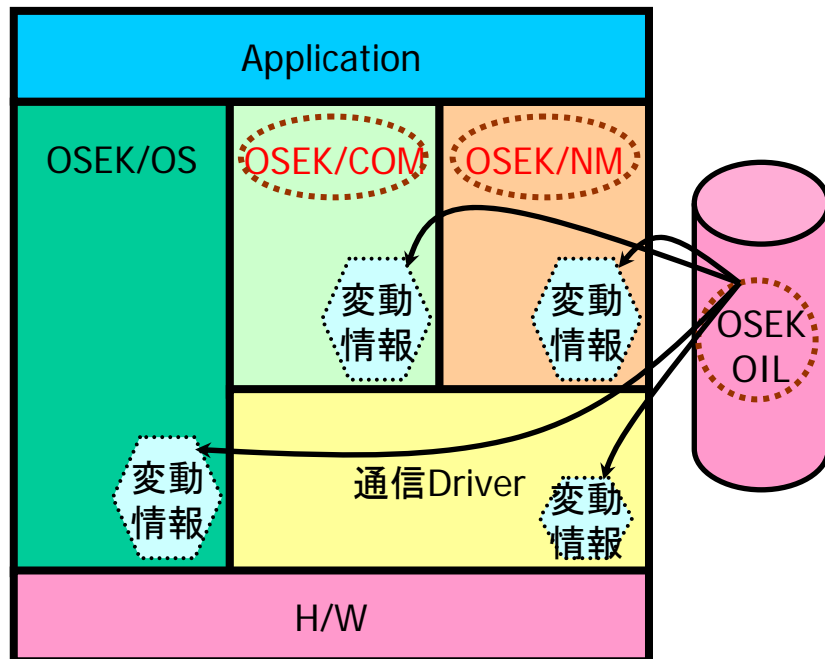 Application
OSEK/OS
OSEK/COM
OSEK/NM
変動
情報
変動
情報
OSEK
OIL
変動
情報
通信Driver
変動
情報
H/W